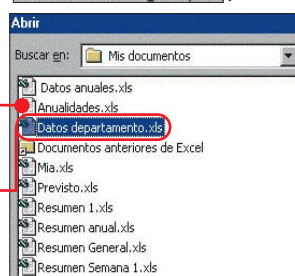 Abrir
Buscar en: Mis documentos
Datos anuales.xls
Anualidades.xls
Datos departamento.xls
Documentos anteriores de Excel
Mia.xls
Previsto.xls
Resumen 1.xls
Resumen anual.xls
Resumen General.xls
Resumen Semana 1.xls